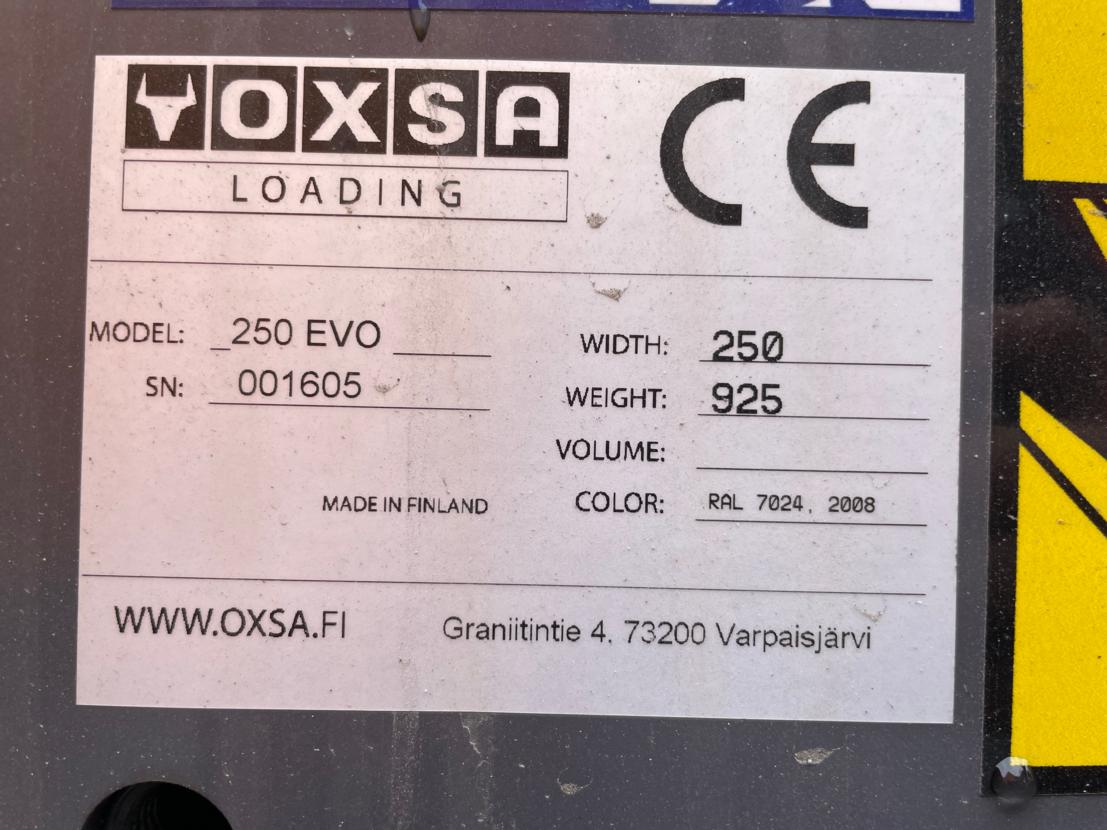 OXSA
LOADING
CE
MODEL: 250 EVO
SN: 001605
WIDTH: 250
WEIGHT: 925
VOLUME:
MADE IN FINLAND
COLOR: RAL 7024, 2008
WWW.OXSA.FI
Graniitintie 4, 73200 Varpaisjärvi